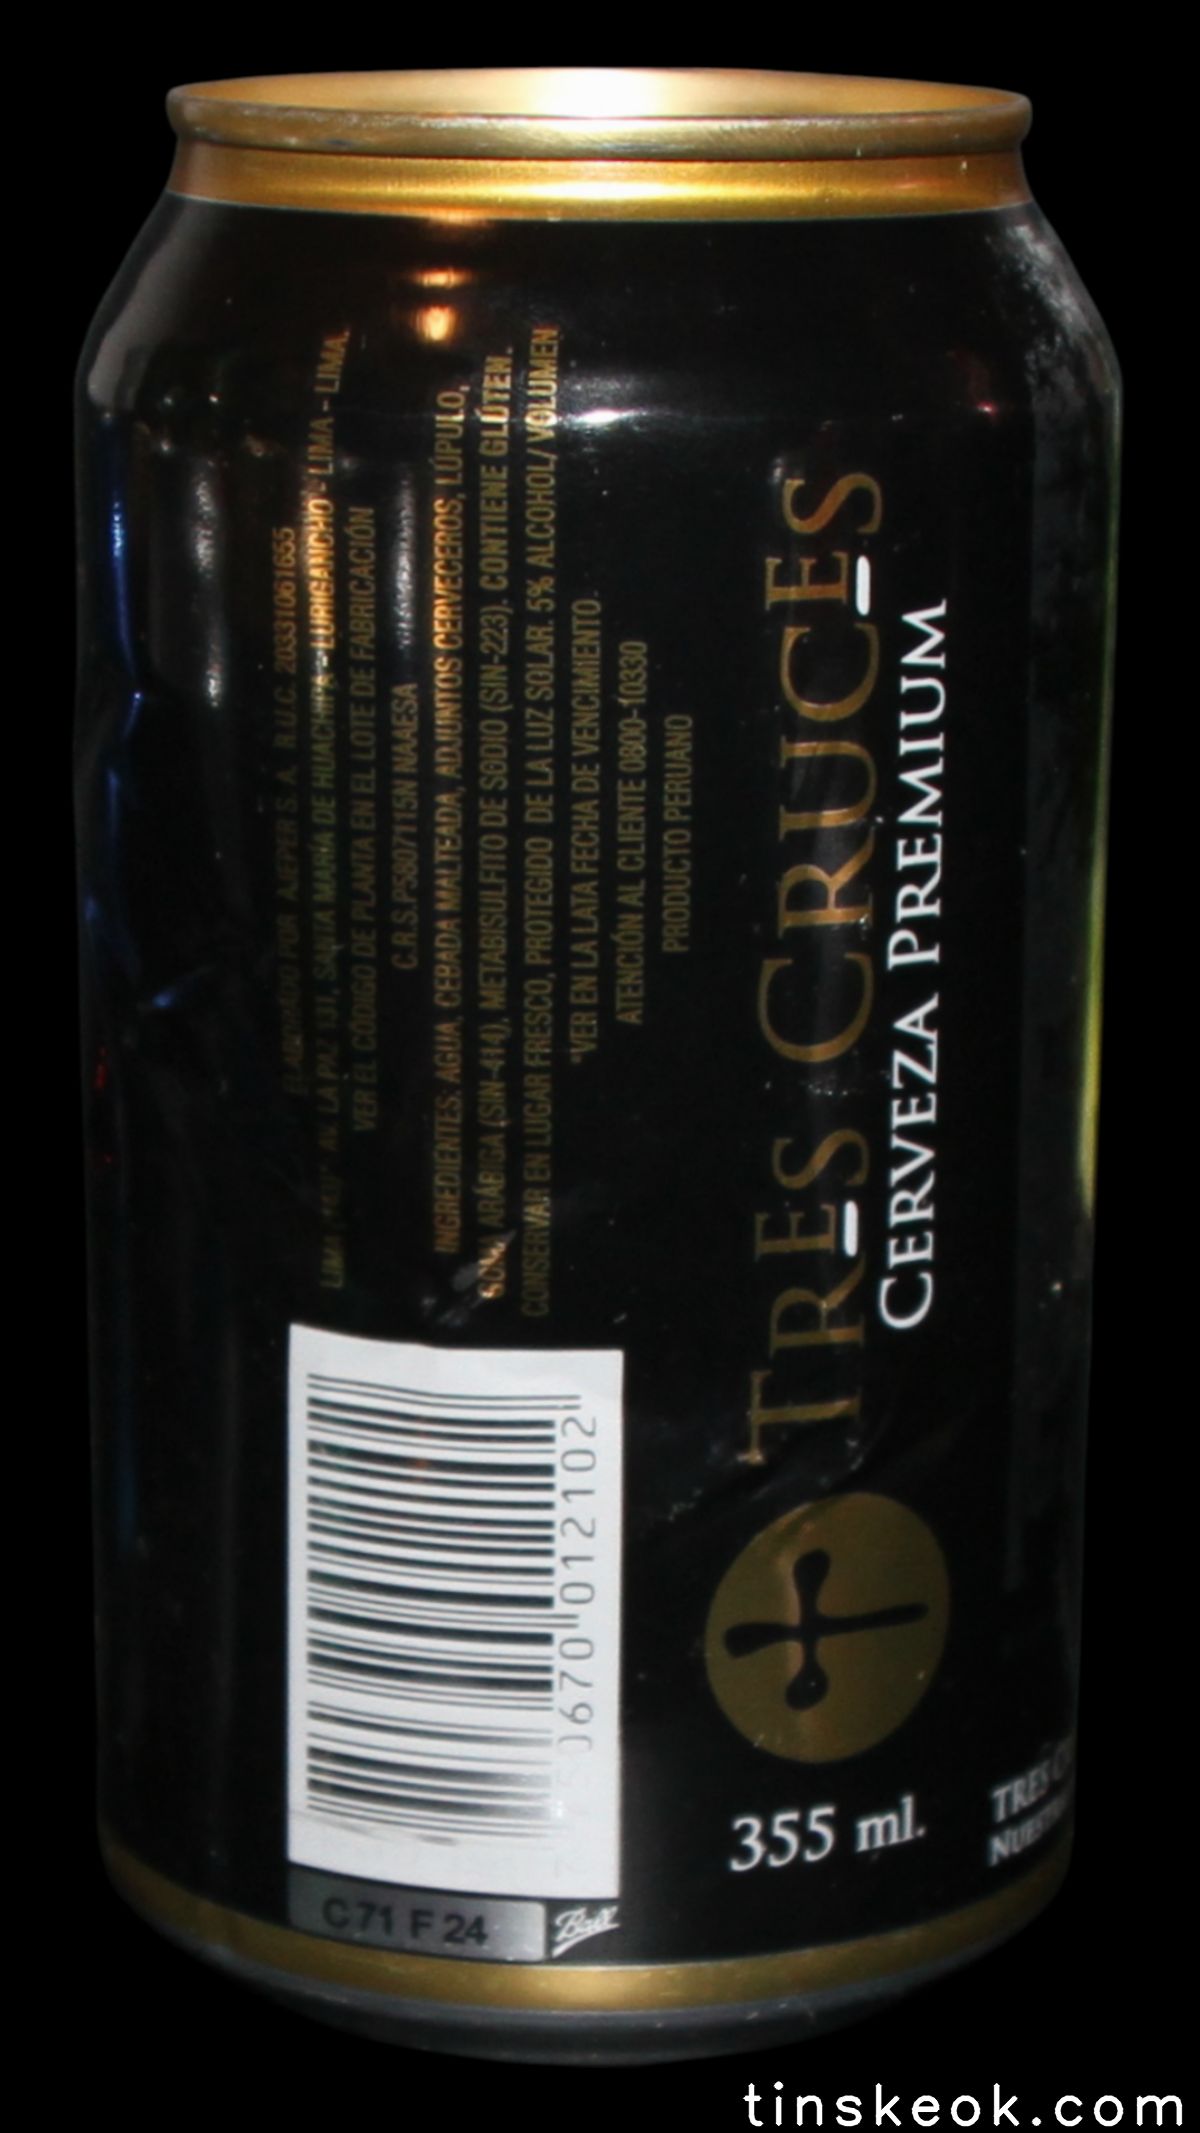 ELABORADO POR AJEPER S.A. R.U.C. 20331061655
LIMA AV. LA PAZ 131, SANTA MARÍA DE HUACHIPA - LURIGANCHO - LIMA - LIMA.
VER EL CÓDIGO DE PLANTA EN EL LOTE DE FABRICACIÓN
C.R.S.P5807115N NAAESA
INGREDIENTES: AGUA, CEBADA MALTEADA, ADJUNTOS CERVECEROS, LÚPULO,
GOMA ARÁBIGA (SIN-414), METABISULFITO DE SODIO (SIN-223). CONTIENE GLUTEN.
CONSERVAR EN LUGAR FRESCO, PROTEGIDO DE LA LUZ SOLAR. 5% ALCOHOL/ VOLUMEN
*VER EN LA LATA FECHA DE VENCIMIENTO.
ATENCIÓN AL CLIENTE 0800-10330
PRODUCTO PERUANO
TRES CRUCES
CERVEZA PREMIUM
7 750670 012102
C 71 F 24
Ball
355 ml.
TRES
tinskeok.com